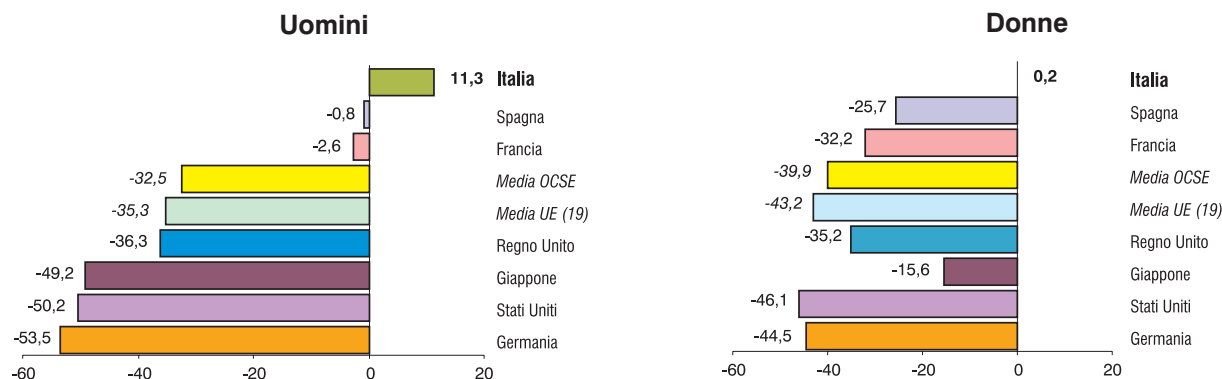 Uomini
11,3 Italia
-0,8 Spagna
-2,6 Francia
-32,5 Media OCSE
-35,3 Media UE (19)
-36,3 Regno Unito
-49,2 Giappone
-50,2 Stati Uniti
-53,5 Germania
-60 -40 -20 0 20
Donne
0,2 Italia
-25,7 Spagna
-32,2 Francia
-39,9 Media OCSE
-43,2 Media UE (19)
-35,2 Regno Unito
-15,6 Giappone
-46,1 Stati Uniti
-44,5 Germania
-60 -40 -20 0 20